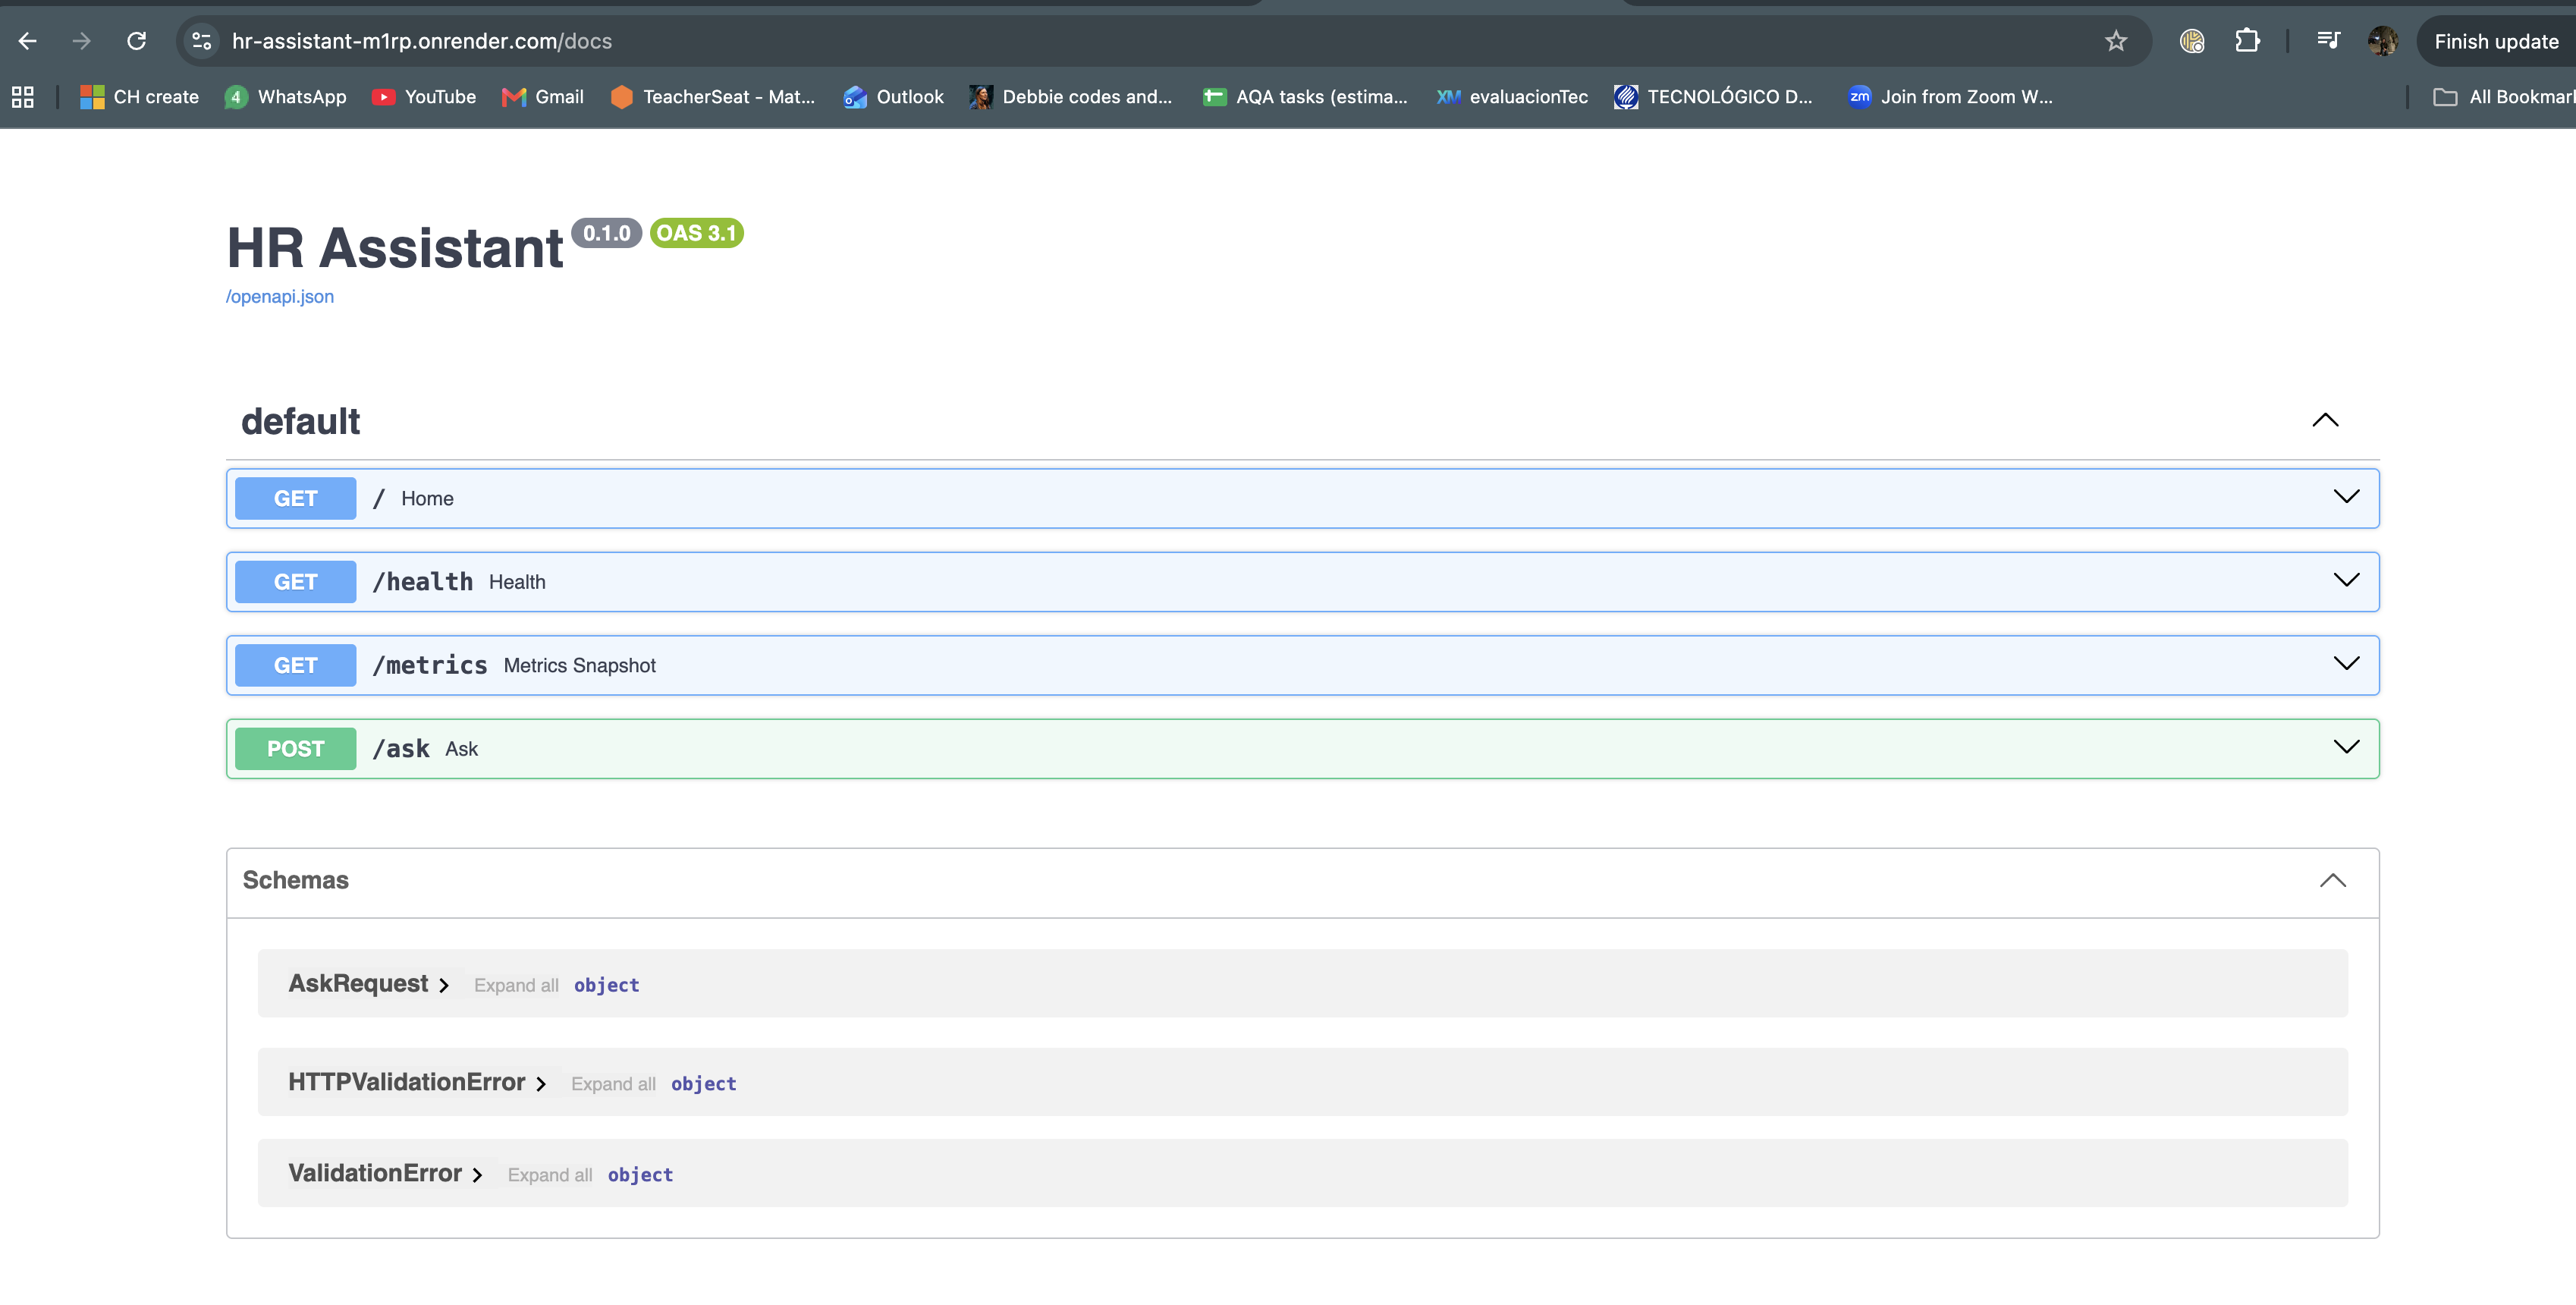 hr-assistant-m1rp.onrender.com/docs
Finish update
CH create
4
WhatsApp
YouTube
Gmail
TeacherSeat - Mat...
Outlook
Debbie codes and...
AQA tasks (estima...
XM
evaluacionTec
TECNOLÓGICO D...
zm
Join from Zoom W...
All Bookmar
HR Assistant 0.1.0 OAS 3.1
/openapi.json
default
GET / Home
GET /health Health
GET /metrics Metrics Snapshot
POST /ask Ask
Schemas
AskRequest Expand all object
HTTPValidationError Expand all object
ValidationError Expand all object